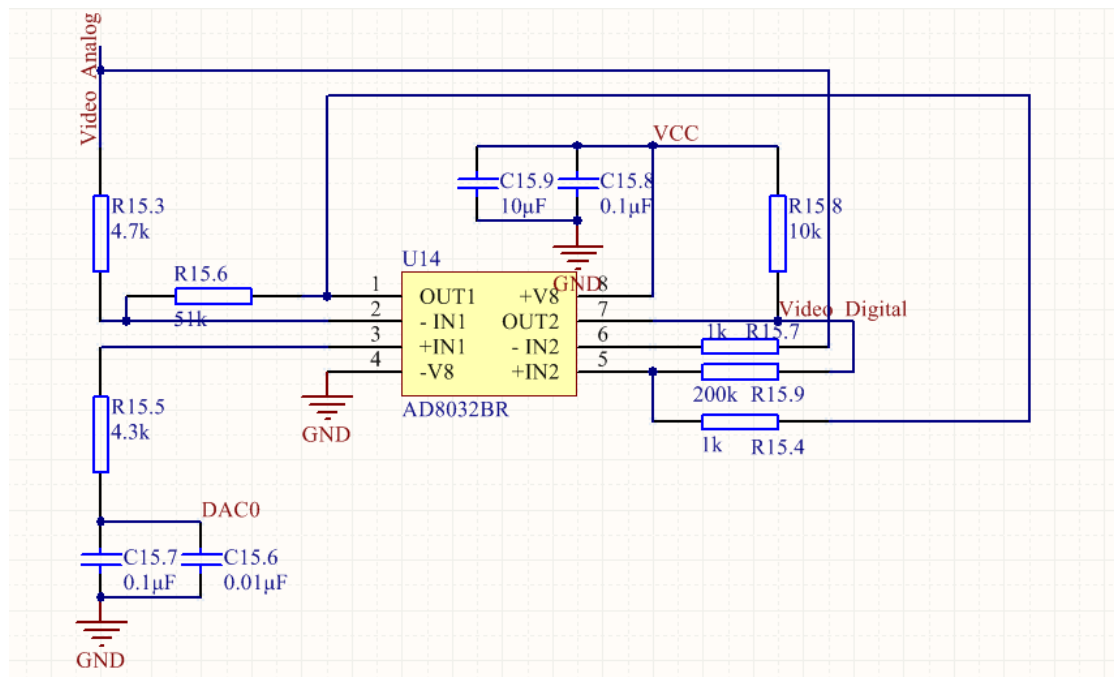 Video Analog
VCC
C15.9
10µF
C15.8
0.1µF
R15.3
4.7k
R15.8
10k
U14
R15.6
51k
GND
1
OUT1
+V8
8
2
- IN1
OUT2
7
Video Digital
3
+IN1
- IN2
6
1k
R15.7
4
-V8
+IN2
5
200k
R15.9
AD8032BR
GND
R15.5
4.3k
1k
R15.4
DAC0
C15.7
0.1µF
C15.6
0.01µF
GND